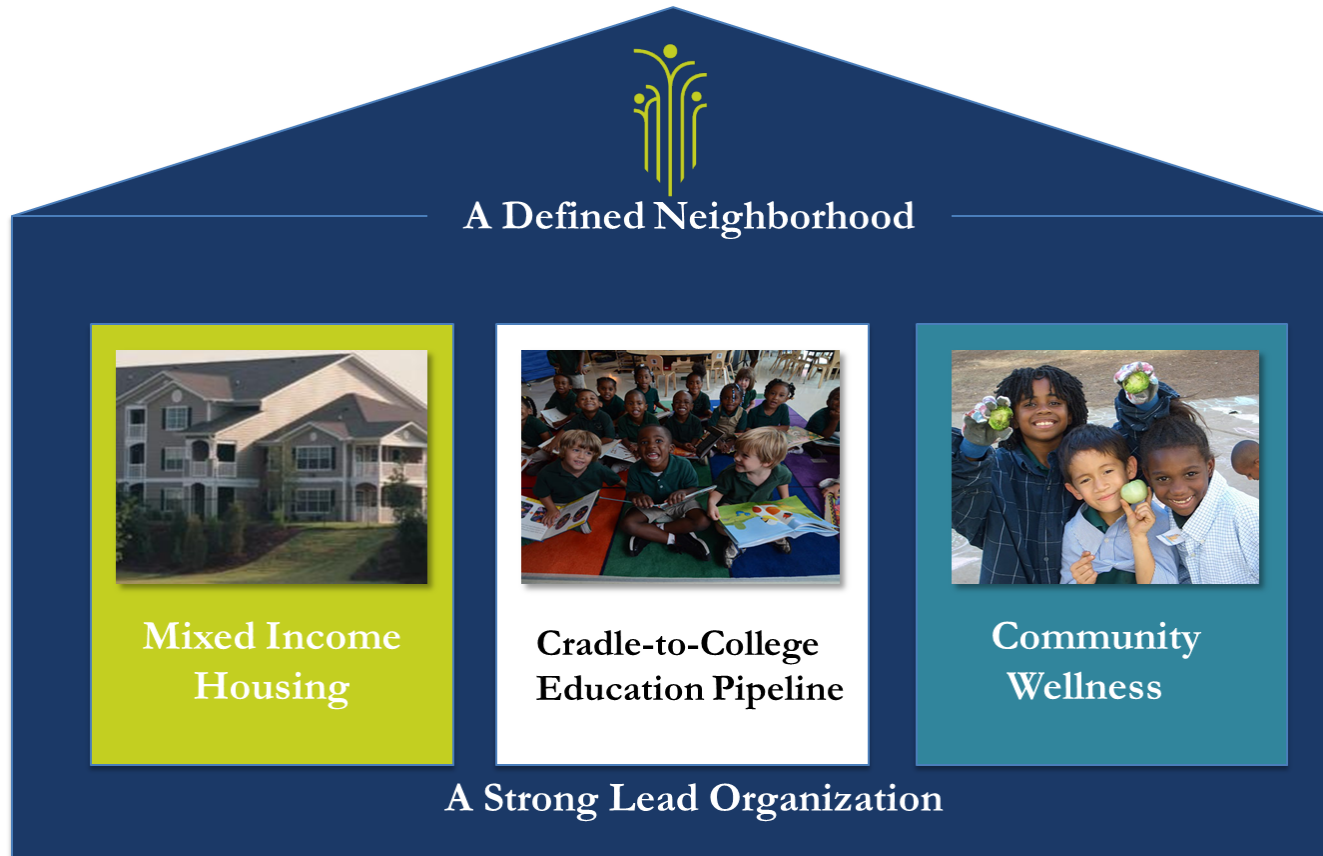 A Defined Neighborhood
Mixed Income
Housing
Cradle-to-College
Education Pipeline
Community
Wellness
A Strong Lead Organization